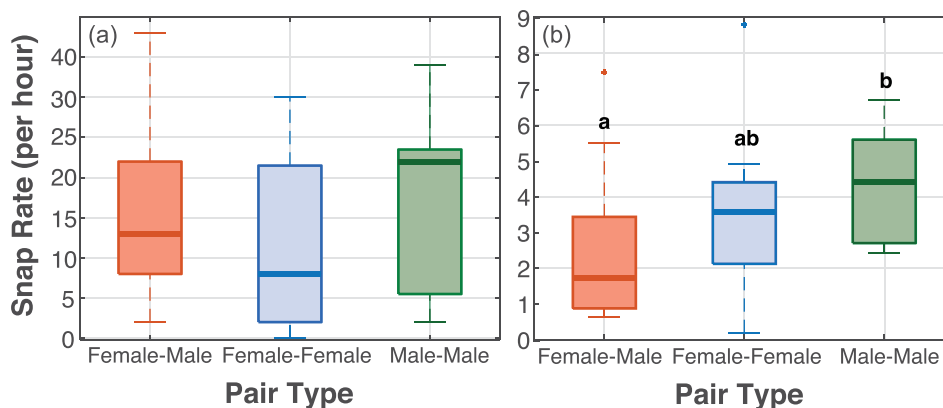 (a)
Snap Rate (per hour)
40
35
30
25
20
15
10
5
0
Female-Male Female-Female Male-Male
Pair Type
(b)
9
8
7
6
5
4
3
2
1
0
a
ab
b
Female-Male Female-Female Male-Male
Pair Type